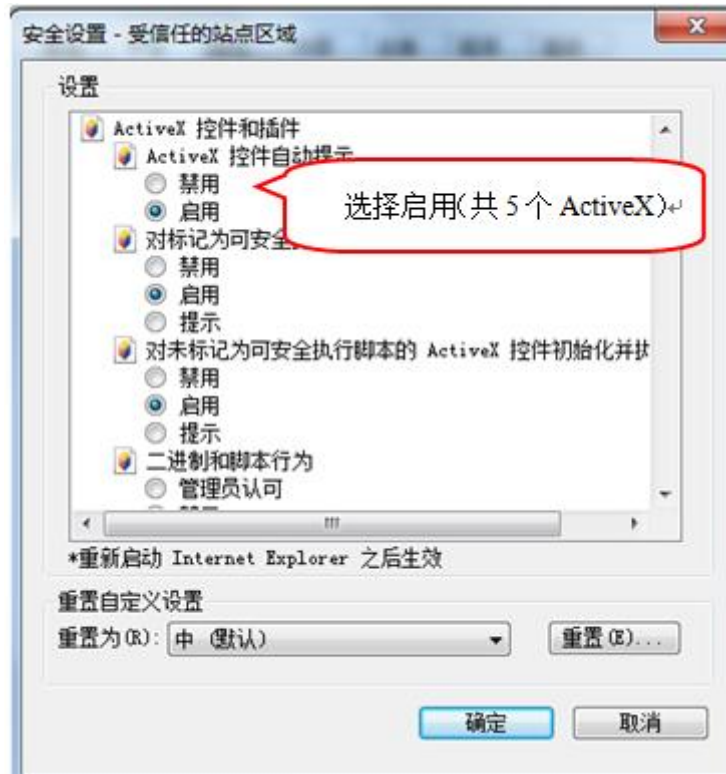 安全设置 - 受信任的站点区域
设置
ActiveX 控件和插件
ActiveX 控件自动提示
禁用
启用
选择启用(共 5 个 ActiveX)↵
对标记为可安全
禁用
启用
提示
对未标记为可安全执行脚本的 ActiveX 控件初始化并执
禁用
启用
提示
二进制和脚本行为
管理员认可
*重新启动 Internet Explorer 之后生效
重置自定义设置
重置为(R): 中 (默认)
重置(E)...
确定
取消